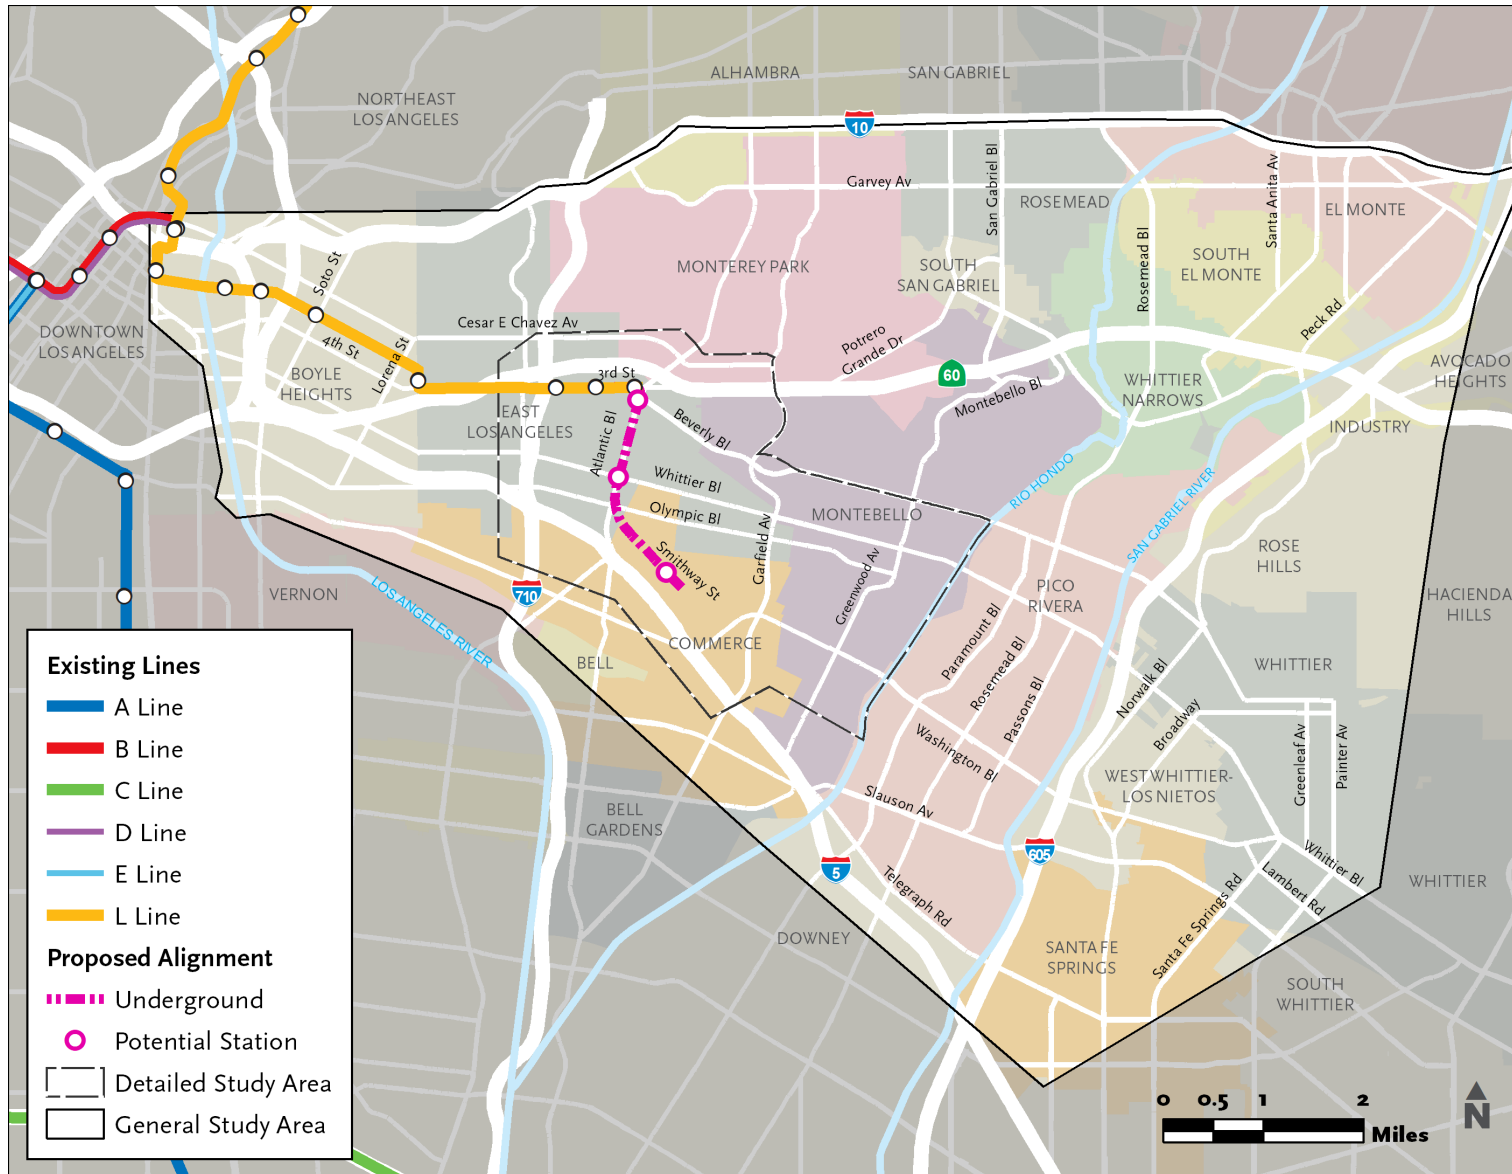 ALHAMBRA
SAN GABRIEL
NORTHEAST
LOS ANGELES
10
Garvey Av
San Gabriel Bl
ROSEMEAD
Santa Anita Av
EL MONTE
Rosemead Bl
SOUTH
EL MONTE
MONTEREY PARK
SOUTH
SAN GABRIEL
Soto St
Peck Rd
DOWNTOWN
LOS ANGELES
Cesar E Chavez Av
4th St
Lorena St
BOYLE
HEIGHTS
3rd St
Potrero
Grande Dr
60
Montebello Bl
WHITTIER
NARROWS
AVOCADO
HEIGHTS
INDUSTRY
EAST
LOS ANGELES
Atlantic Bl
Beverly Bl
Whittier Bl
Olympic Bl
MONTEBELLO
RIO HONDO
SAN GABRIEL RIVER
Garfield Av
Smithway St
Greenwood Av
ROSE
HILLS
HACIENDA
HILLS
VERNON
LOS ANGELES RIVER
710
PICO
RIVERA
Paramount Bl
Rosemead Bl
Passons Bl
COMMERCE
BELL
WHITTIER
Norwalk Bl
Broadway
Greenleaf Av
Painter Av
Washington Bl
WEST WHITTIER-
LOS NIETOS
Slauson Av
BELL
GARDENS
5
605
Whittier Bl
Lambert Rd
WHITTIER
Telegraph Rd
Santa Fe Springs Rd
DOWNEY
SANTA FE
SPRINGS
SOUTH
WHITTIER
Existing Lines
A Line
B Line
C Line
D Line
E Line
L Line
Proposed Alignment
Underground
Potential Station
Detailed Study Area
General Study Area
0 0.5 1 2
Miles
N